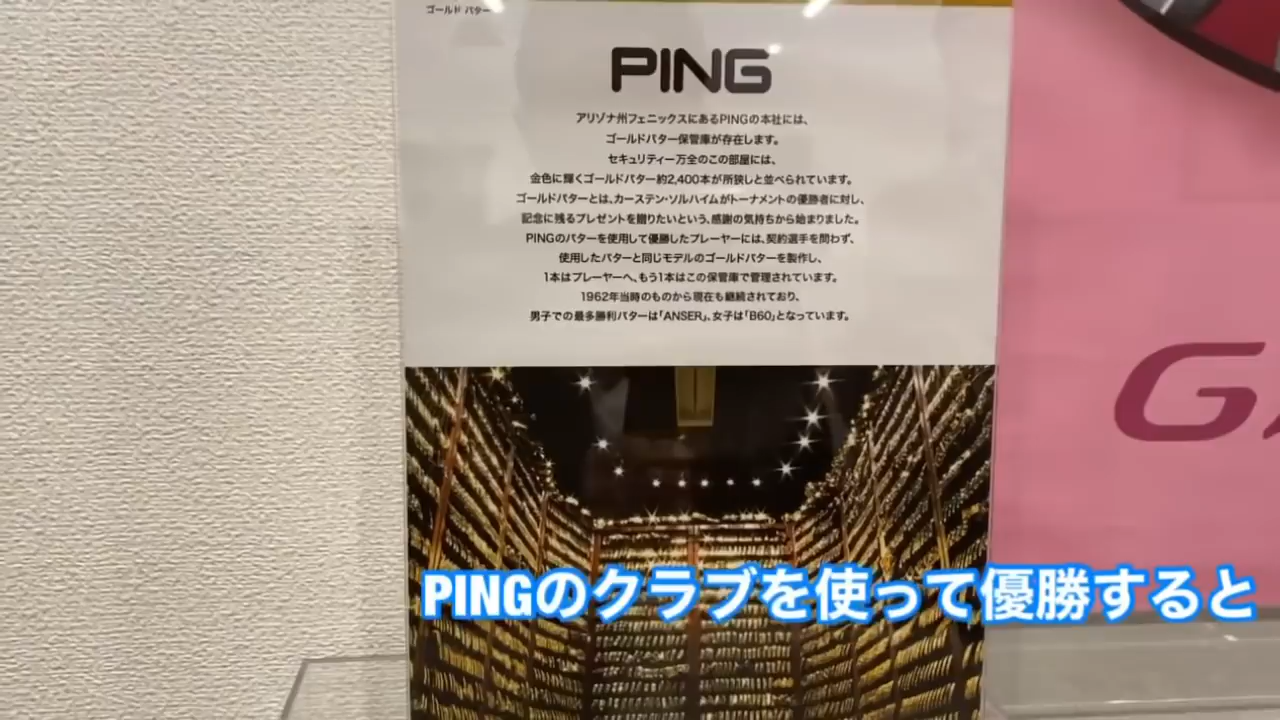 ゴールド パター
PING
アリゾナ州フェニックスにあるPINGの本社には、
ゴールドパター保管庫が存在します。
セキュリティー万全のこの部屋には、
金色に輝くゴールドパター約2,400本が所狭しと並べられています。
ゴールドパターとは、カーステン・ソルハイムがトーナメントの優勝者に対し、
記念に残るプレゼントを贈りたいという、感謝の気持ちから始まりました。
PINGのパターを使用して優勝したプレーヤーには、契約選手を問わず、
使用したパターと同じモデルのゴールドパターを製作し、
1本はプレーヤーへ、もう1本はこの保管庫で管理されています。
1962年当時のものから現在も継続されており、
男子での最多勝利パターは「ANSER」、女子は「B60」となっています。
G
PINGのクラブを使って優勝すると